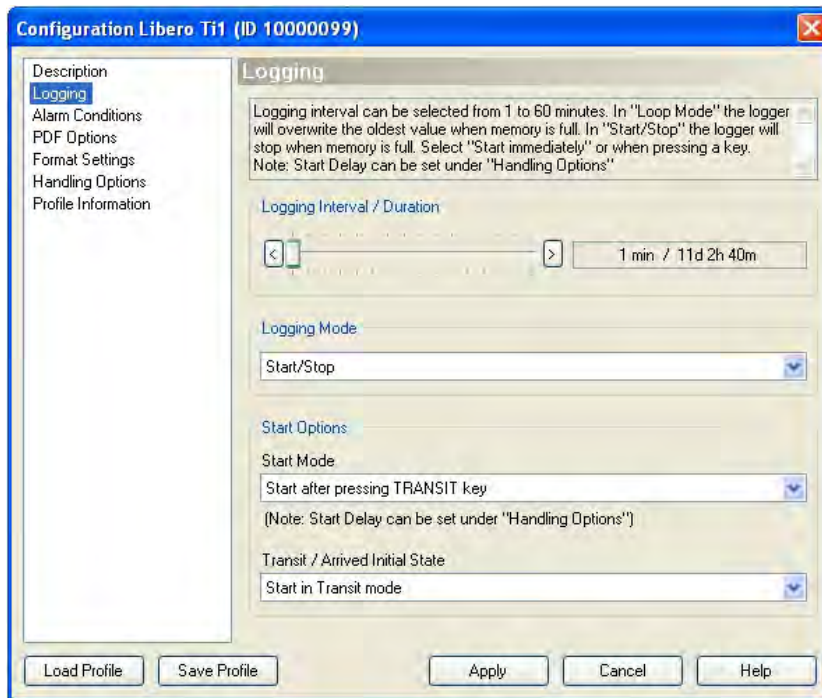 Configuration Libero Ti1 (ID 10000099)
Description
Logging
Alarm Conditions
PDF Options
Format Settings
Handling Options
Profile Information
Logging
Logging interval can be selected from 1 to 60 minutes. In "Loop Mode" the logger
will overwrite the oldest value when memory is full. In "Start/Stop" the logger will
stop when memory is full. Select "Start immediately" or when pressing a key.
Note: Start Delay can be set under "Handling Options"
Logging Interval / Duration
< > 1 min / 11d 2h 40m
Logging Mode
Start/Stop
Start Options
Start Mode
Start after pressing TRANSIT key
(Note: Start Delay can be set under "Handling Options")
Transit / Arrived Initial State
Start in Transit mode
Load Profile Save Profile Apply Cancel Help